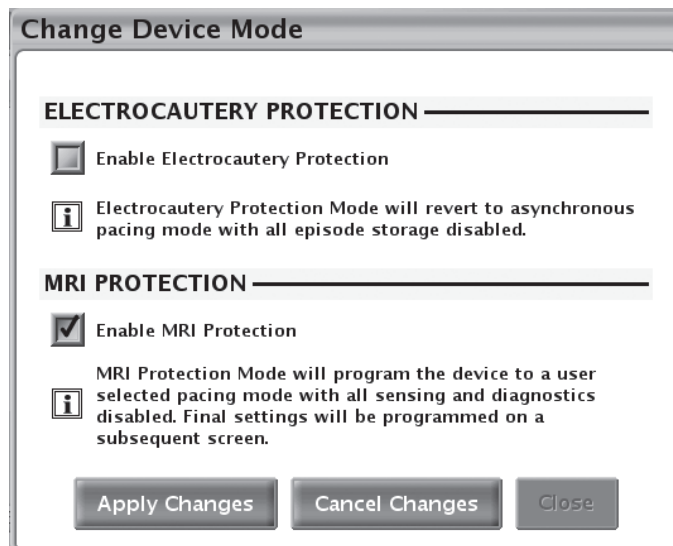 Change Device Mode
ELECTROCAUTERY PROTECTION
Enable Electrocautery Protection
Electrocautery Protection Mode will revert to asynchronous
pacing mode with all episode storage disabled.
MRI PROTECTION
Enable MRI Protection
MRI Protection Mode will program the device to a user
selected pacing mode with all sensing and diagnostics
disabled. Final settings will be programmed on a
subsequent screen.
Apply Changes Cancel Changes Close